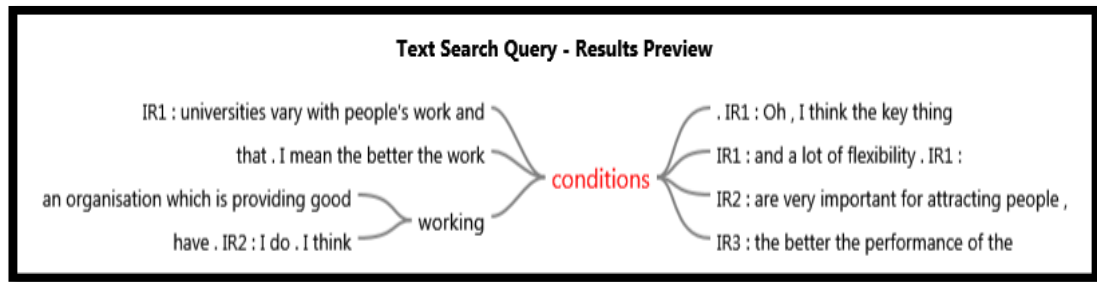 Text Search Query - Results Preview
IR1 : universities vary with people's work and
that . I mean the better the work
an organisation which is providing good
have . IR2 : I do . I think
working
conditions
. IR1 : Oh , I think the key thing
IR1 : and a lot of flexibility . IR1 :
IR2 : are very important for attracting people ,
IR3 : the better the performance of the